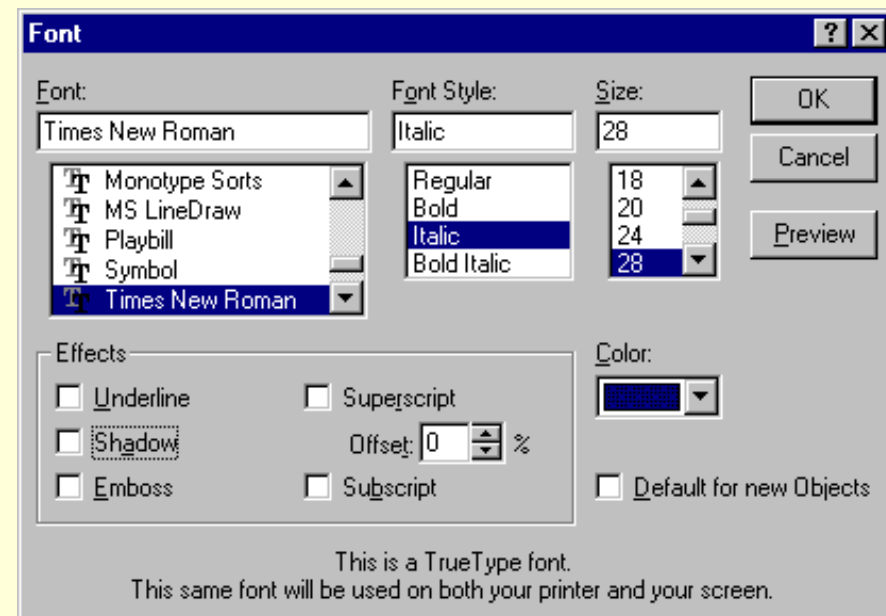 Font
Font:
Font Style:
Size:
OK
Times New Roman
Italic
28
Cancel
Monotype Sorts
MS LineDraw
Playbill
Symbol
Times New Roman
Regular
Bold
Italic
Bold Italic
18
20
24
28
Preview
Effects
Underline
Shadow
Emboss
Superscript
Offset: 0 %
Subscript
Color:
Default for new Objects
This is a TrueType font.
This same font will be used on both your printer and your screen.